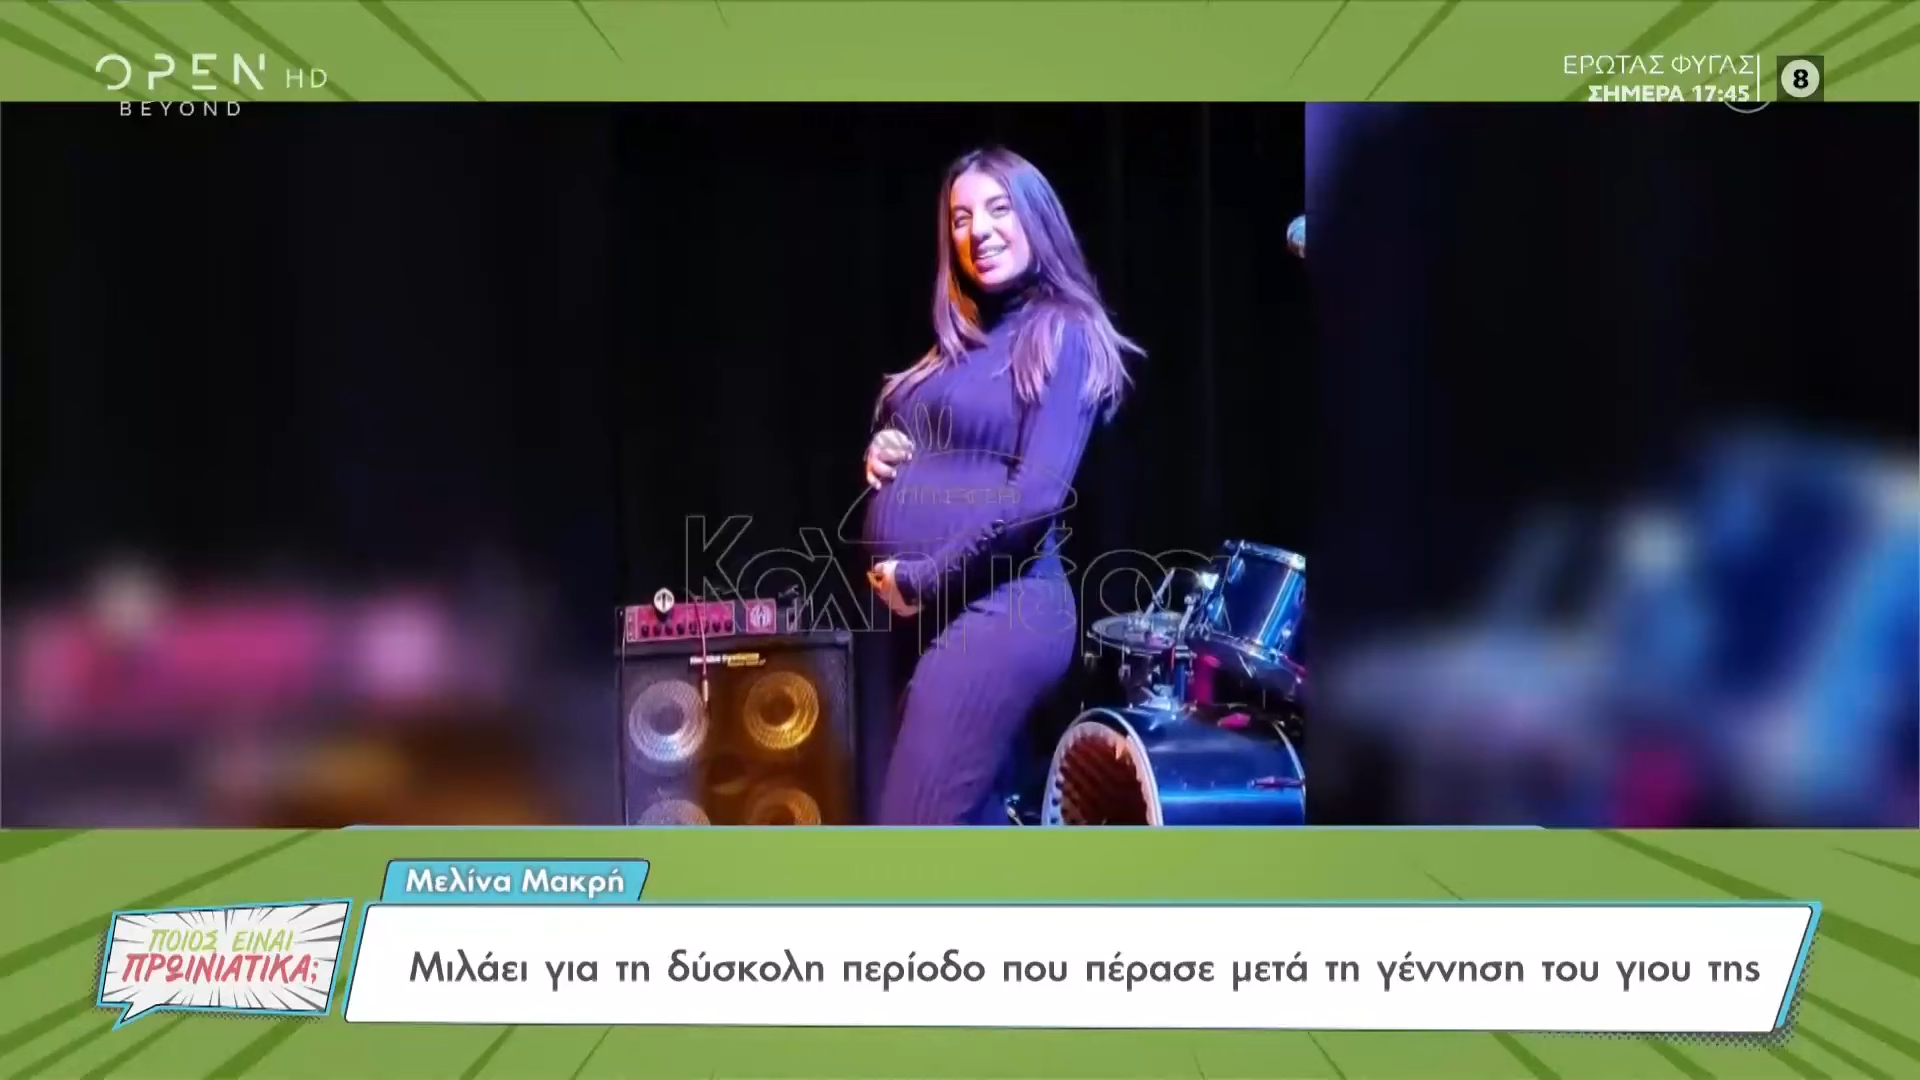 OPEN HD
BEYOND
ΕΡΩΤΑΣ ΦΥΓΑΣ
ΣΗΜΕΡΑ 17:45
8
Καλημέρα
Μελίνα Μακρή
ΠΟΙΟΣ ΕΙΝΑΙ
ΠΡΩΙΝΙΑΤΙΚΑ;
Μιλάει για τη δύσκολη περίοδο που πέρασε μετά τη γέννηση του γιου της